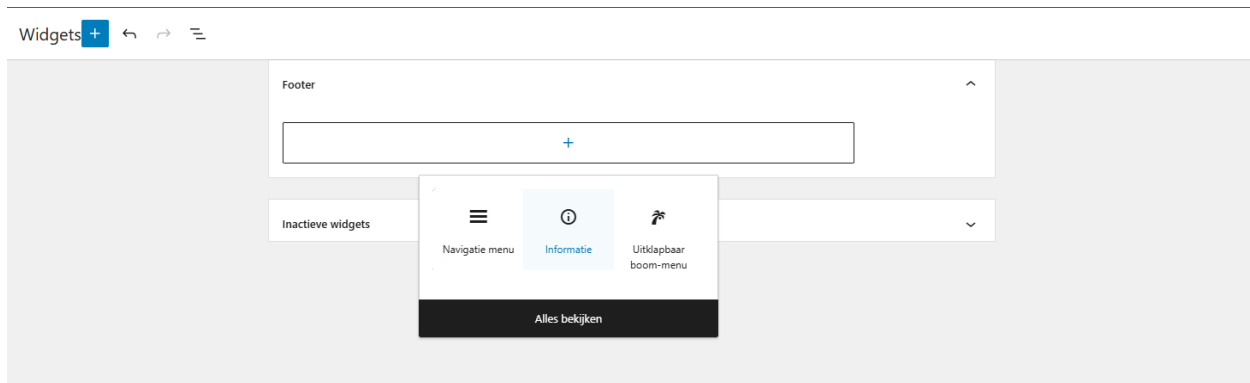 Widgets
Footer
Inactieve widgets
Navigatie menu
Informatie
Uitklapbaar
boom-menu
Alles bekijken